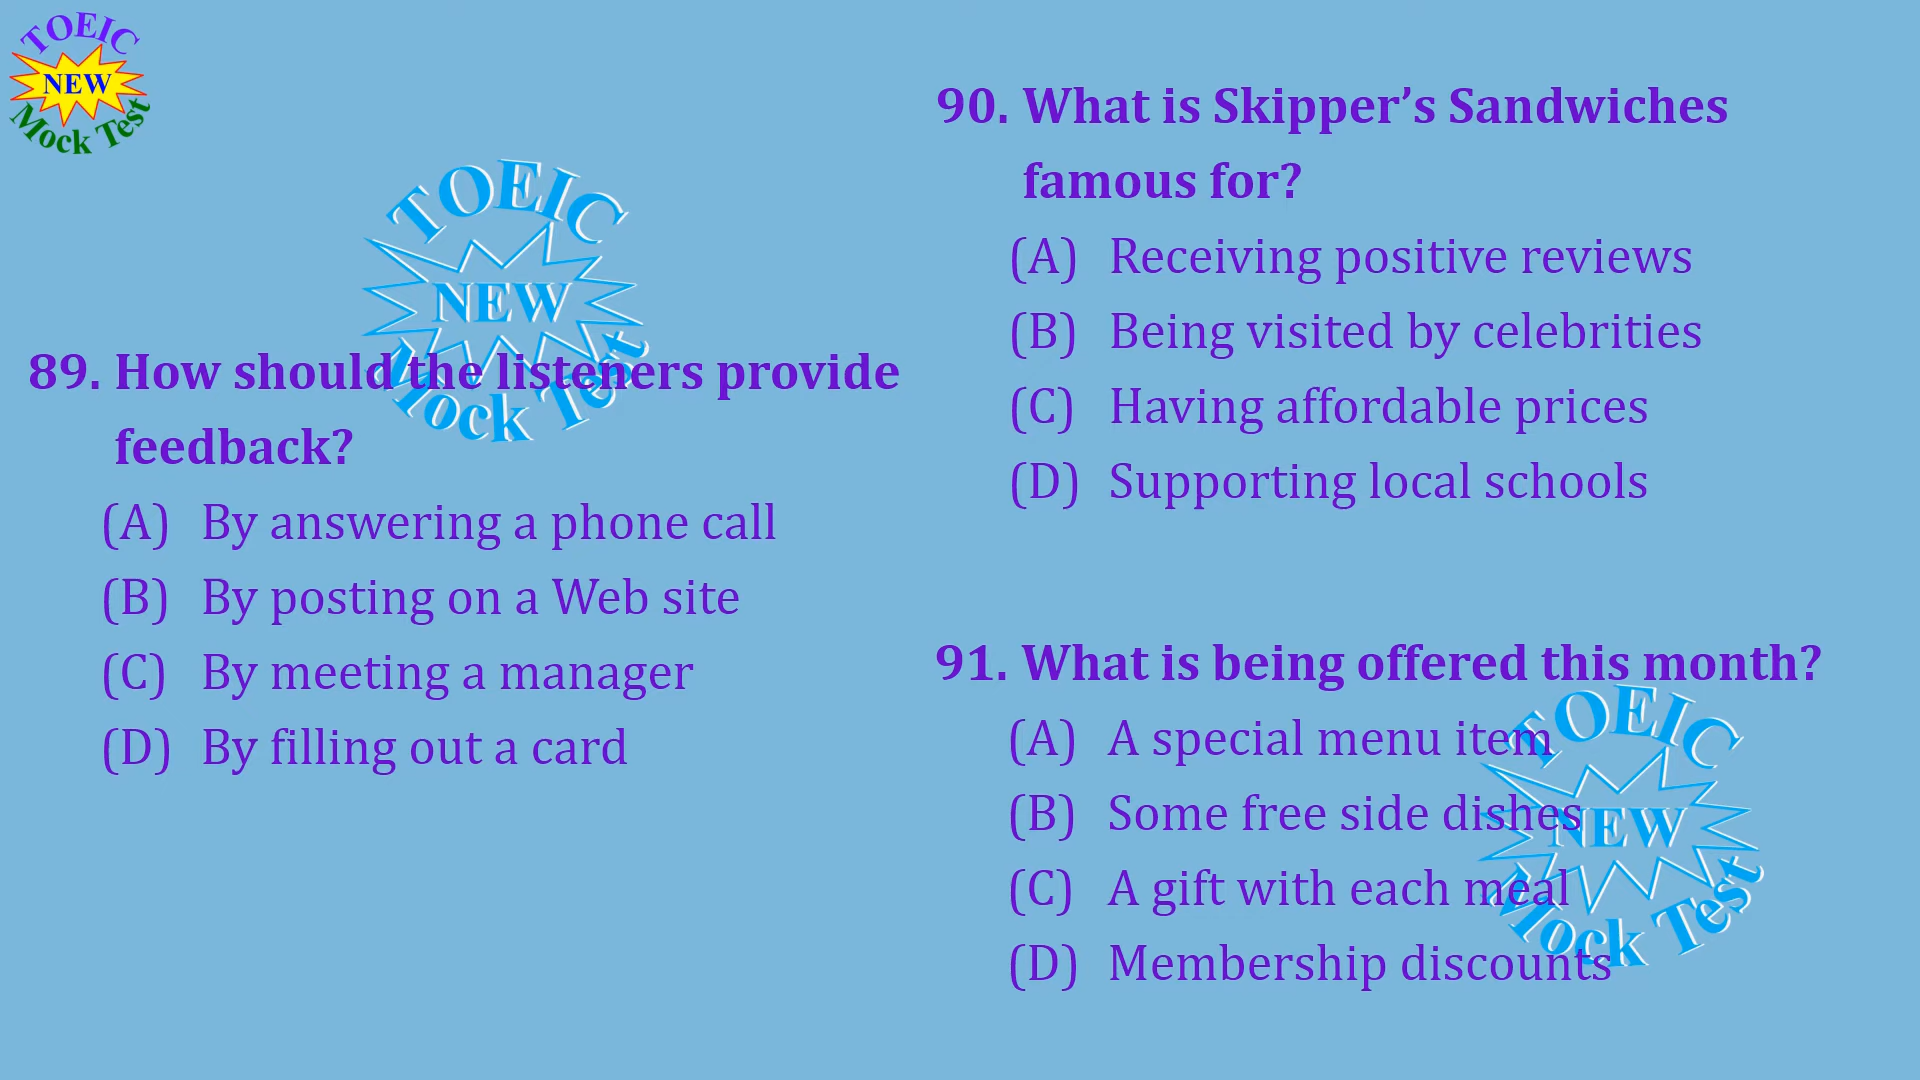 TOEIC
NEW
Mock Test
TOEIC
NEW
Mock Test
89. How should the listeners provide
feedback?
(A) By answering a phone call
(B) By posting on a Web site
(C) By meeting a manager
(D) By filling out a card
90. What is Skipper’s Sandwiches
famous for?
(A) Receiving positive reviews
(B) Being visited by celebrities
(C) Having affordable prices
(D) Supporting local schools
91. What is being offered this month?
(A) A special menu item
(B) Some free side dishes
(C) A gift with each meal
(D) Membership discounts
TOEIC
NEW
Mock Test